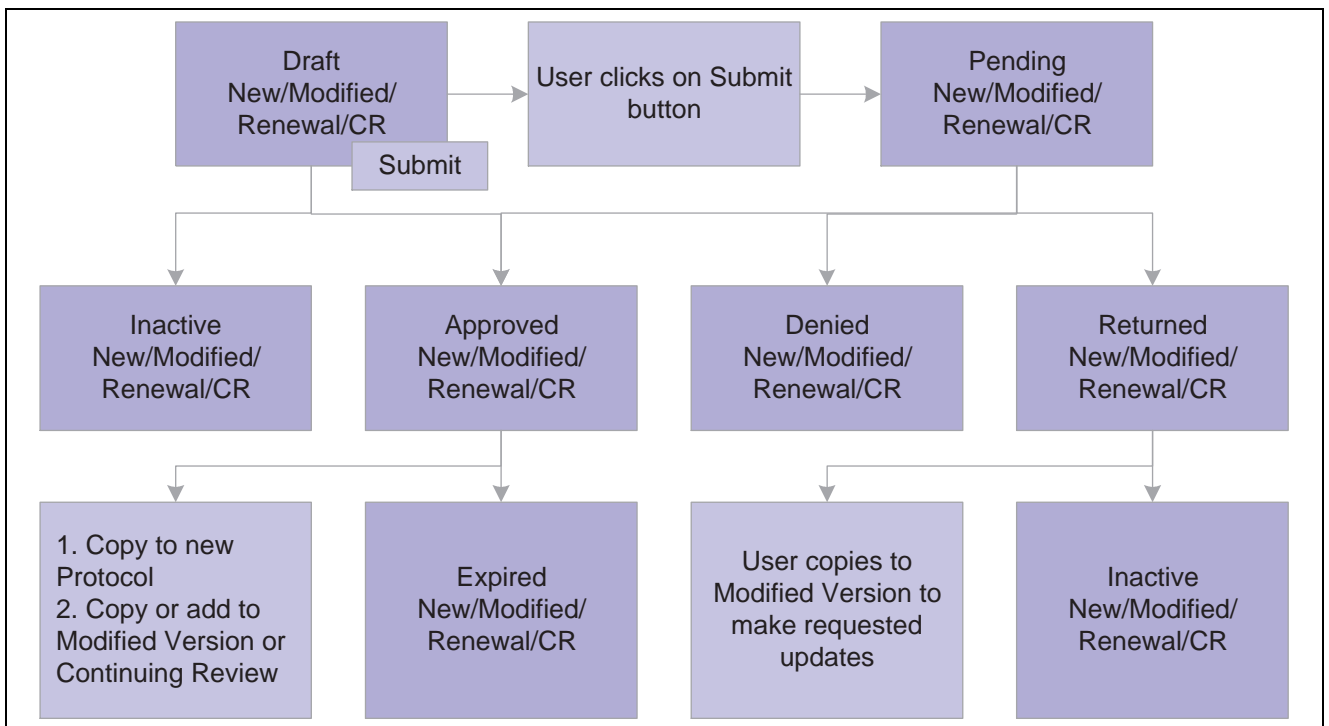 Draft
New/Modified/
Renewal/CR
Submit
User clicks on Submit
button
Pending
New/Modified/
Renewal/CR
Inactive
New/Modified/
Renewal/CR
Approved
New/Modified/
Renewal/CR
Denied
New/Modified/
Renewal/CR
Returned
New/Modified/
Renewal/CR
1. Copy to new
Protocol
2. Copy or add to
Modified Version or
Continuing Review
Expired
New/Modified/
Renewal/CR
User copies to
Modified Version to
make requested
updates
Inactive
New/Modified/
Renewal/CR